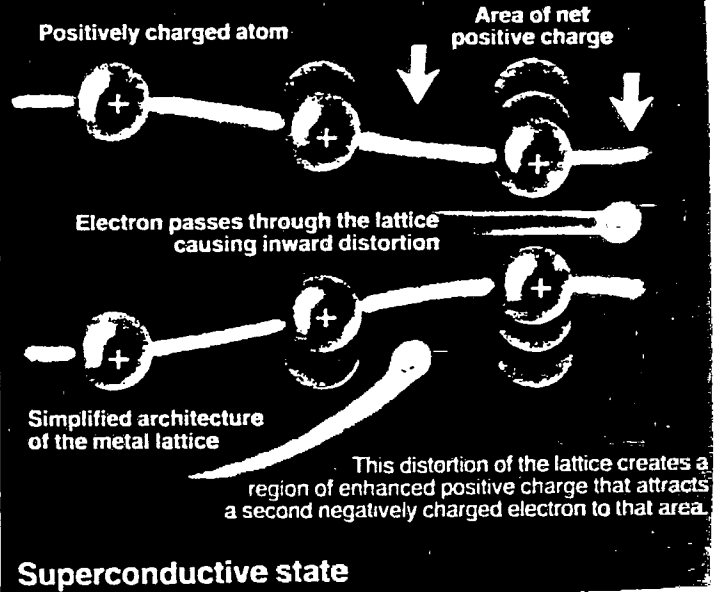 Positively charged atom
Area of net
positive charge
+
+
+
Electron passes through the lattice
causing inward distortion
+
+
+
Simplified architecture
of the metal lattice
This distortion of the lattice creates a
region of enhanced positive charge that attracts
a second negatively charged electron to that area.
Superconductive state